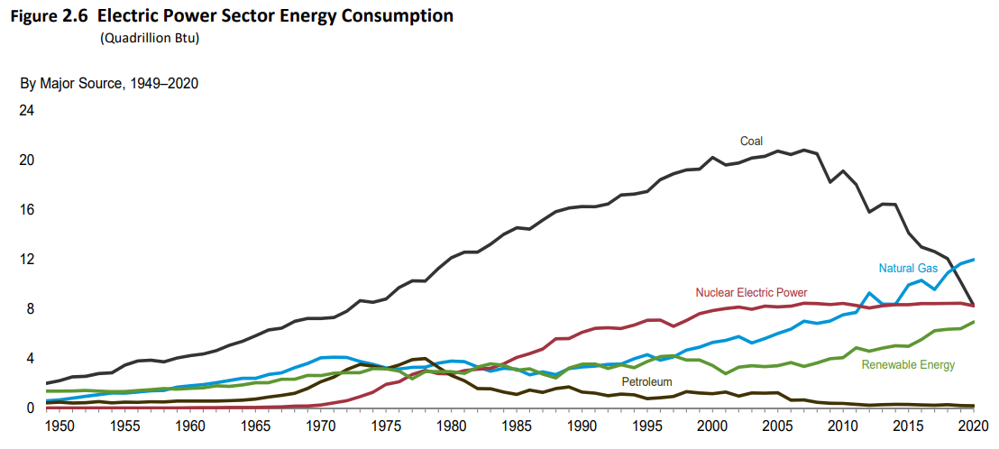 Figure 2.6 Electric Power Sector Energy Consumption
(Quadrillion Btu)
By Major Source, 1949–2020
24
Coal
20
16
12
Natural Gas
Nuclear Electric Power
8
4
Renewable Energy
Petroleum
0
1950 1955 1960 1965 1970 1975 1980 1985 1990 1995 2000 2005 2010 2015 2020